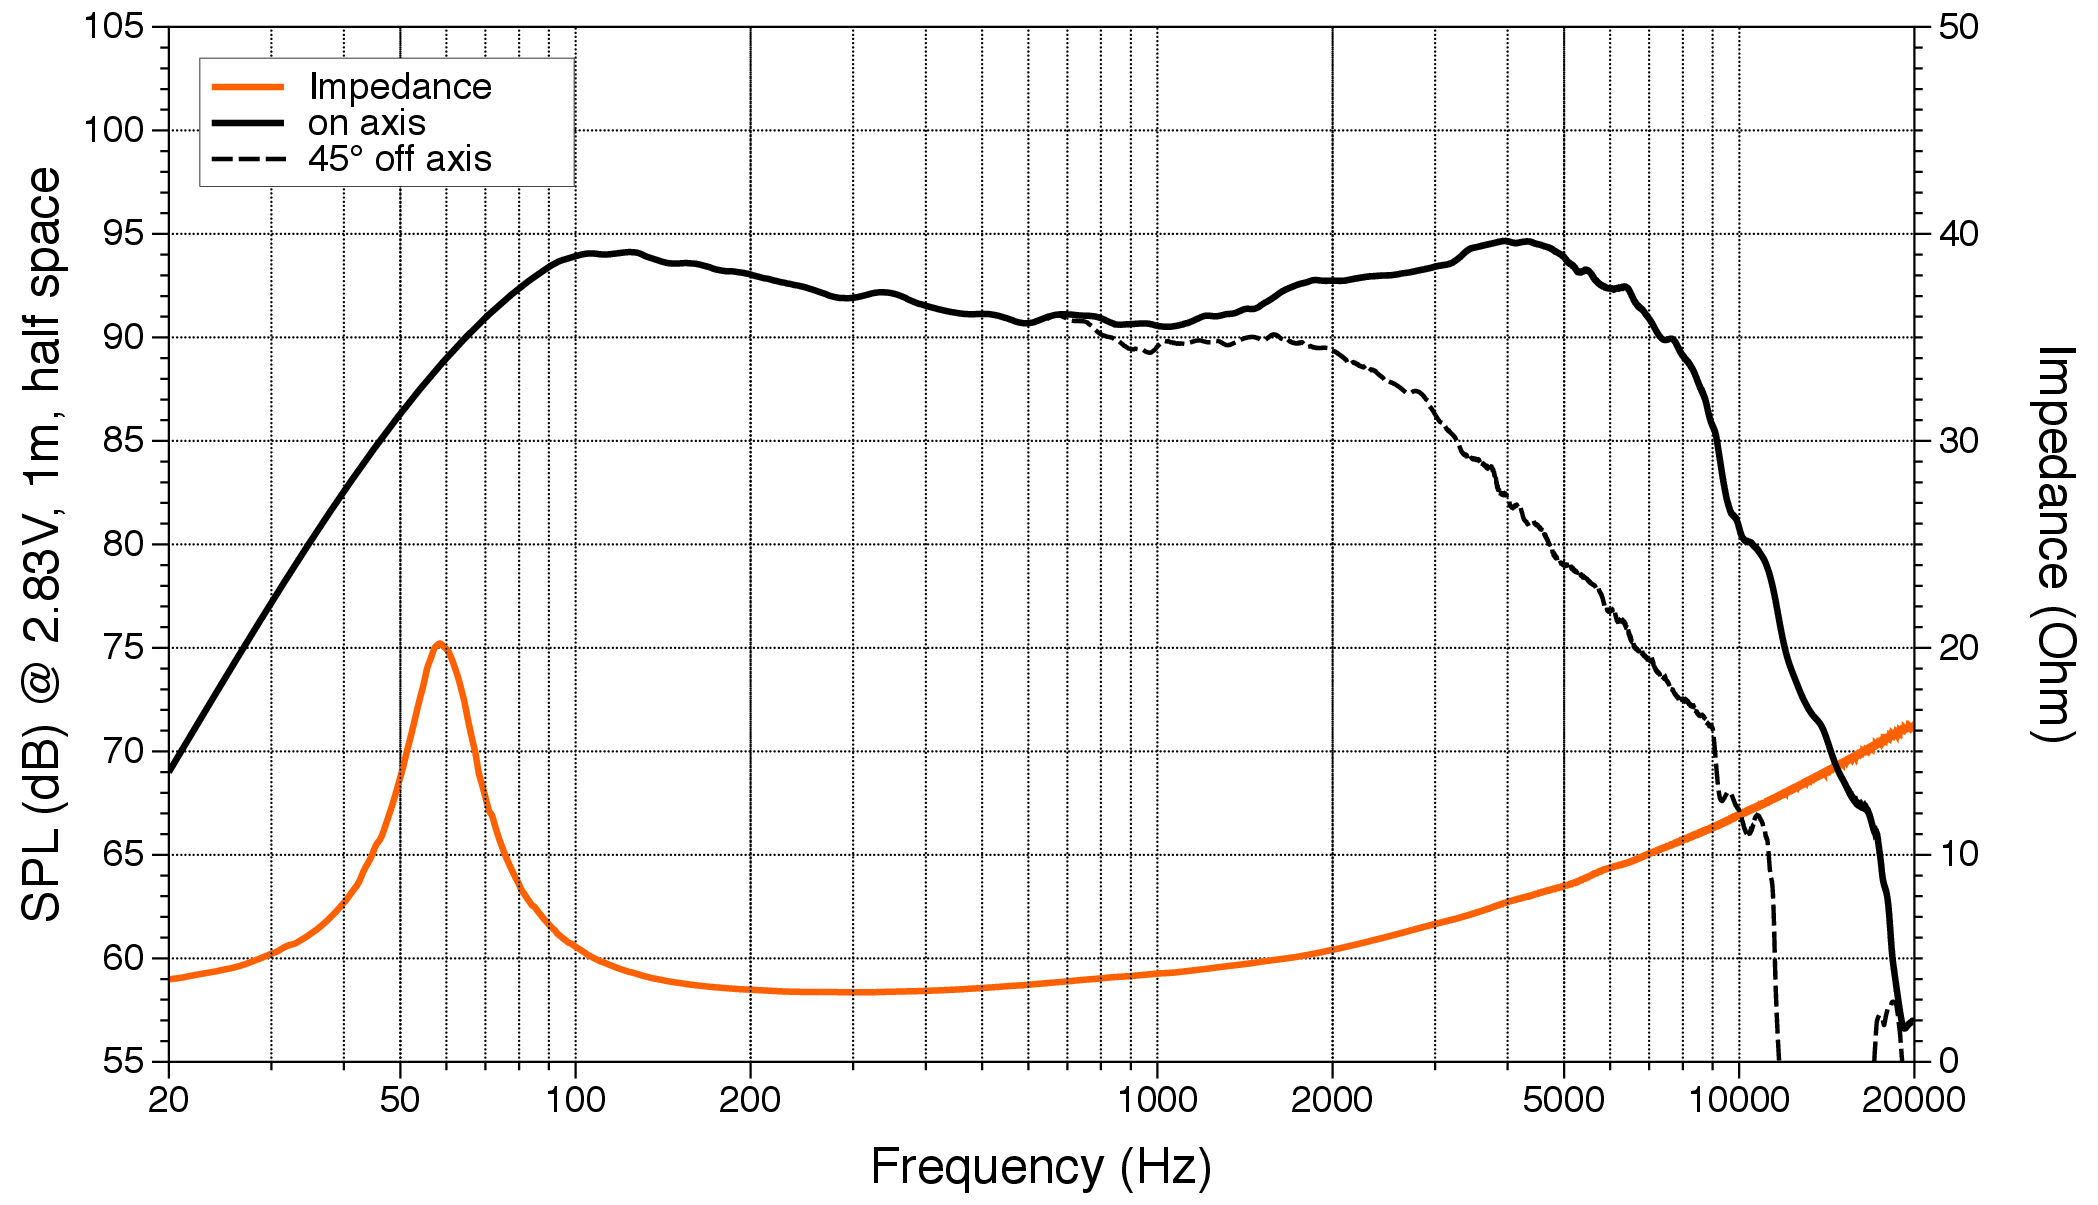 105
100
95
90
85
80
75
70
65
60
55
SPL (dB) @ 2.83V, 1m, half space
Impedance
on axis
45° off axis
50
40
30
20
10
0
Impedance (Ohm)
20 50 100 200 1000 2000 5000 10000 20000
Frequency (Hz)